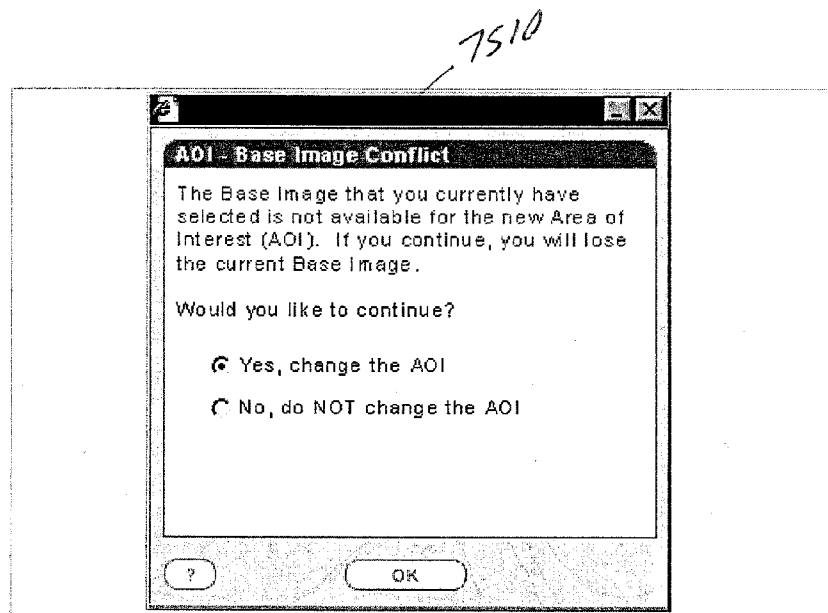 7510
AOI - Base Image Conflict
The Base Image that you currently have
selected is not available for the new Area of
Interest (AOI). If you continue, you will lose
the current Base Image.
Would you like to continue?
Yes, change the AOI
No, do NOT change the AOI
?
OK